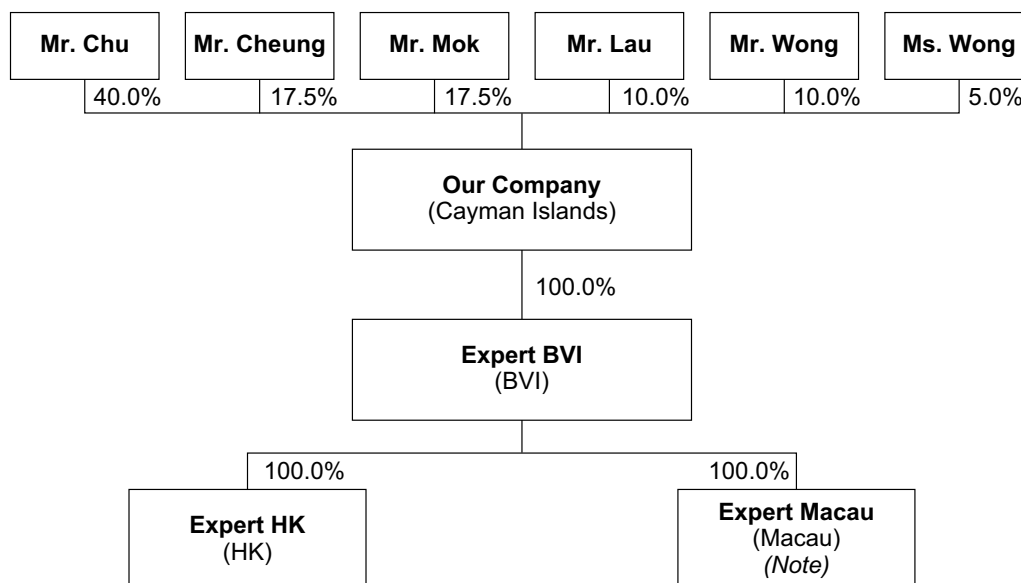 Mr. Chu
Mr. Cheung
Mr. Mok
Mr. Lau
Mr. Wong
Ms. Wong
40.0%
17.5%
17.5%
10.0%
10.0%
5.0%
Our Company
(Cayman Islands)
100.0%
Expert BVI
(BVI)
100.0%
100.0%
Expert HK
(HK)
Expert Macau
(Macau)
(Note)